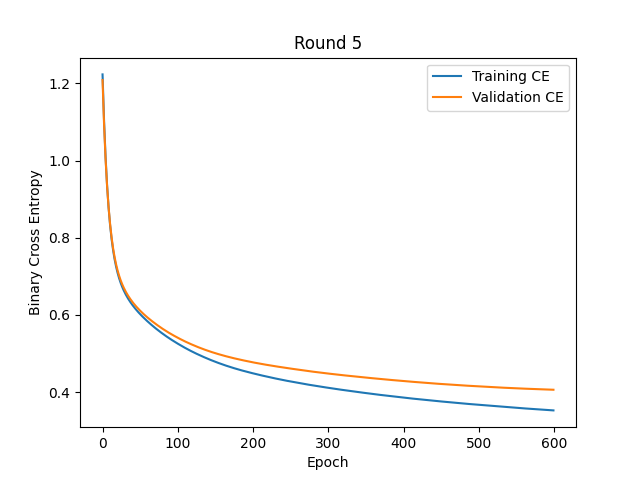 Round 5
Training CE
Validation CE
Binary Cross Entropy
1.2
1.0
0.8
0.6
0.4
0 100 200 300 400 500 600
Epoch